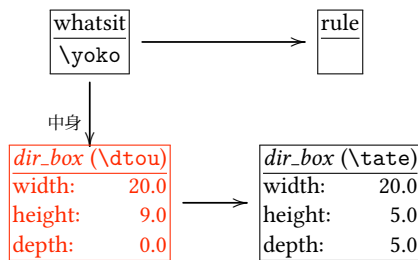 whatsit
\yoko
rule
中身
dir_box (\dtou)
width: 20.0
height: 9.0
depth: 0.0
dir_box (\tate)
width: 20.0
height: 5.0
depth: 5.0